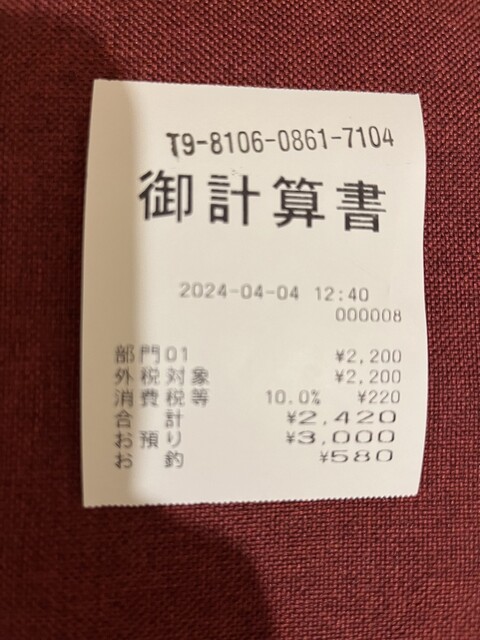 T9-8106-0861-7104
御計算書
2024-04-04 12:40
000008
部門01 ¥2,200
外税対象 ¥2,200
消費税等 10.0% ¥220
合計 ¥2,420
お預り ¥3,000
お釣 ¥580